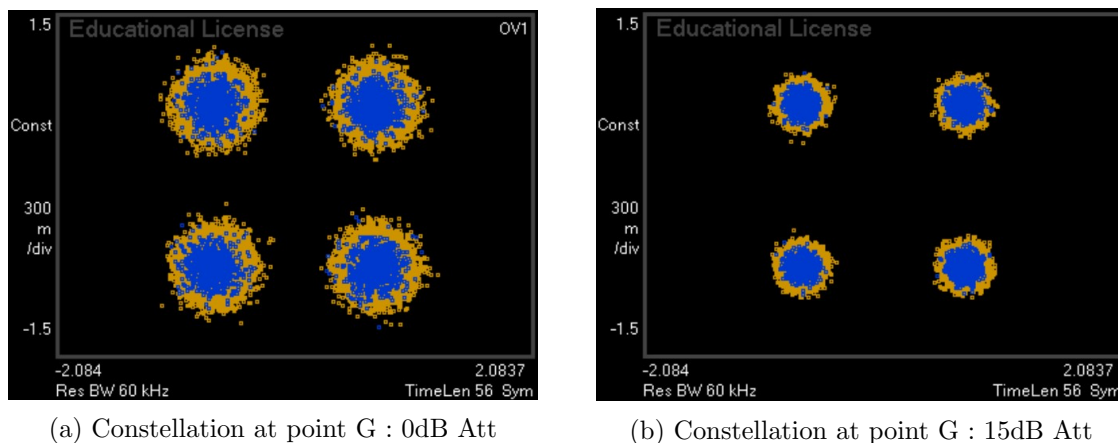 1.5
Educational License
OV1
Const
300
m
/div
-1.5
-2.084
2.0837
Res BW 60 kHz
TimeLen 56 Sym
(a) Constellation at point G : 0dB Att
1.5
Educational License
Const
300
m
/div
-1.5
-2.084
2.0837
Res BW 60 kHz
TimeLen 56 Sym
(b) Constellation at point G : 15dB Att